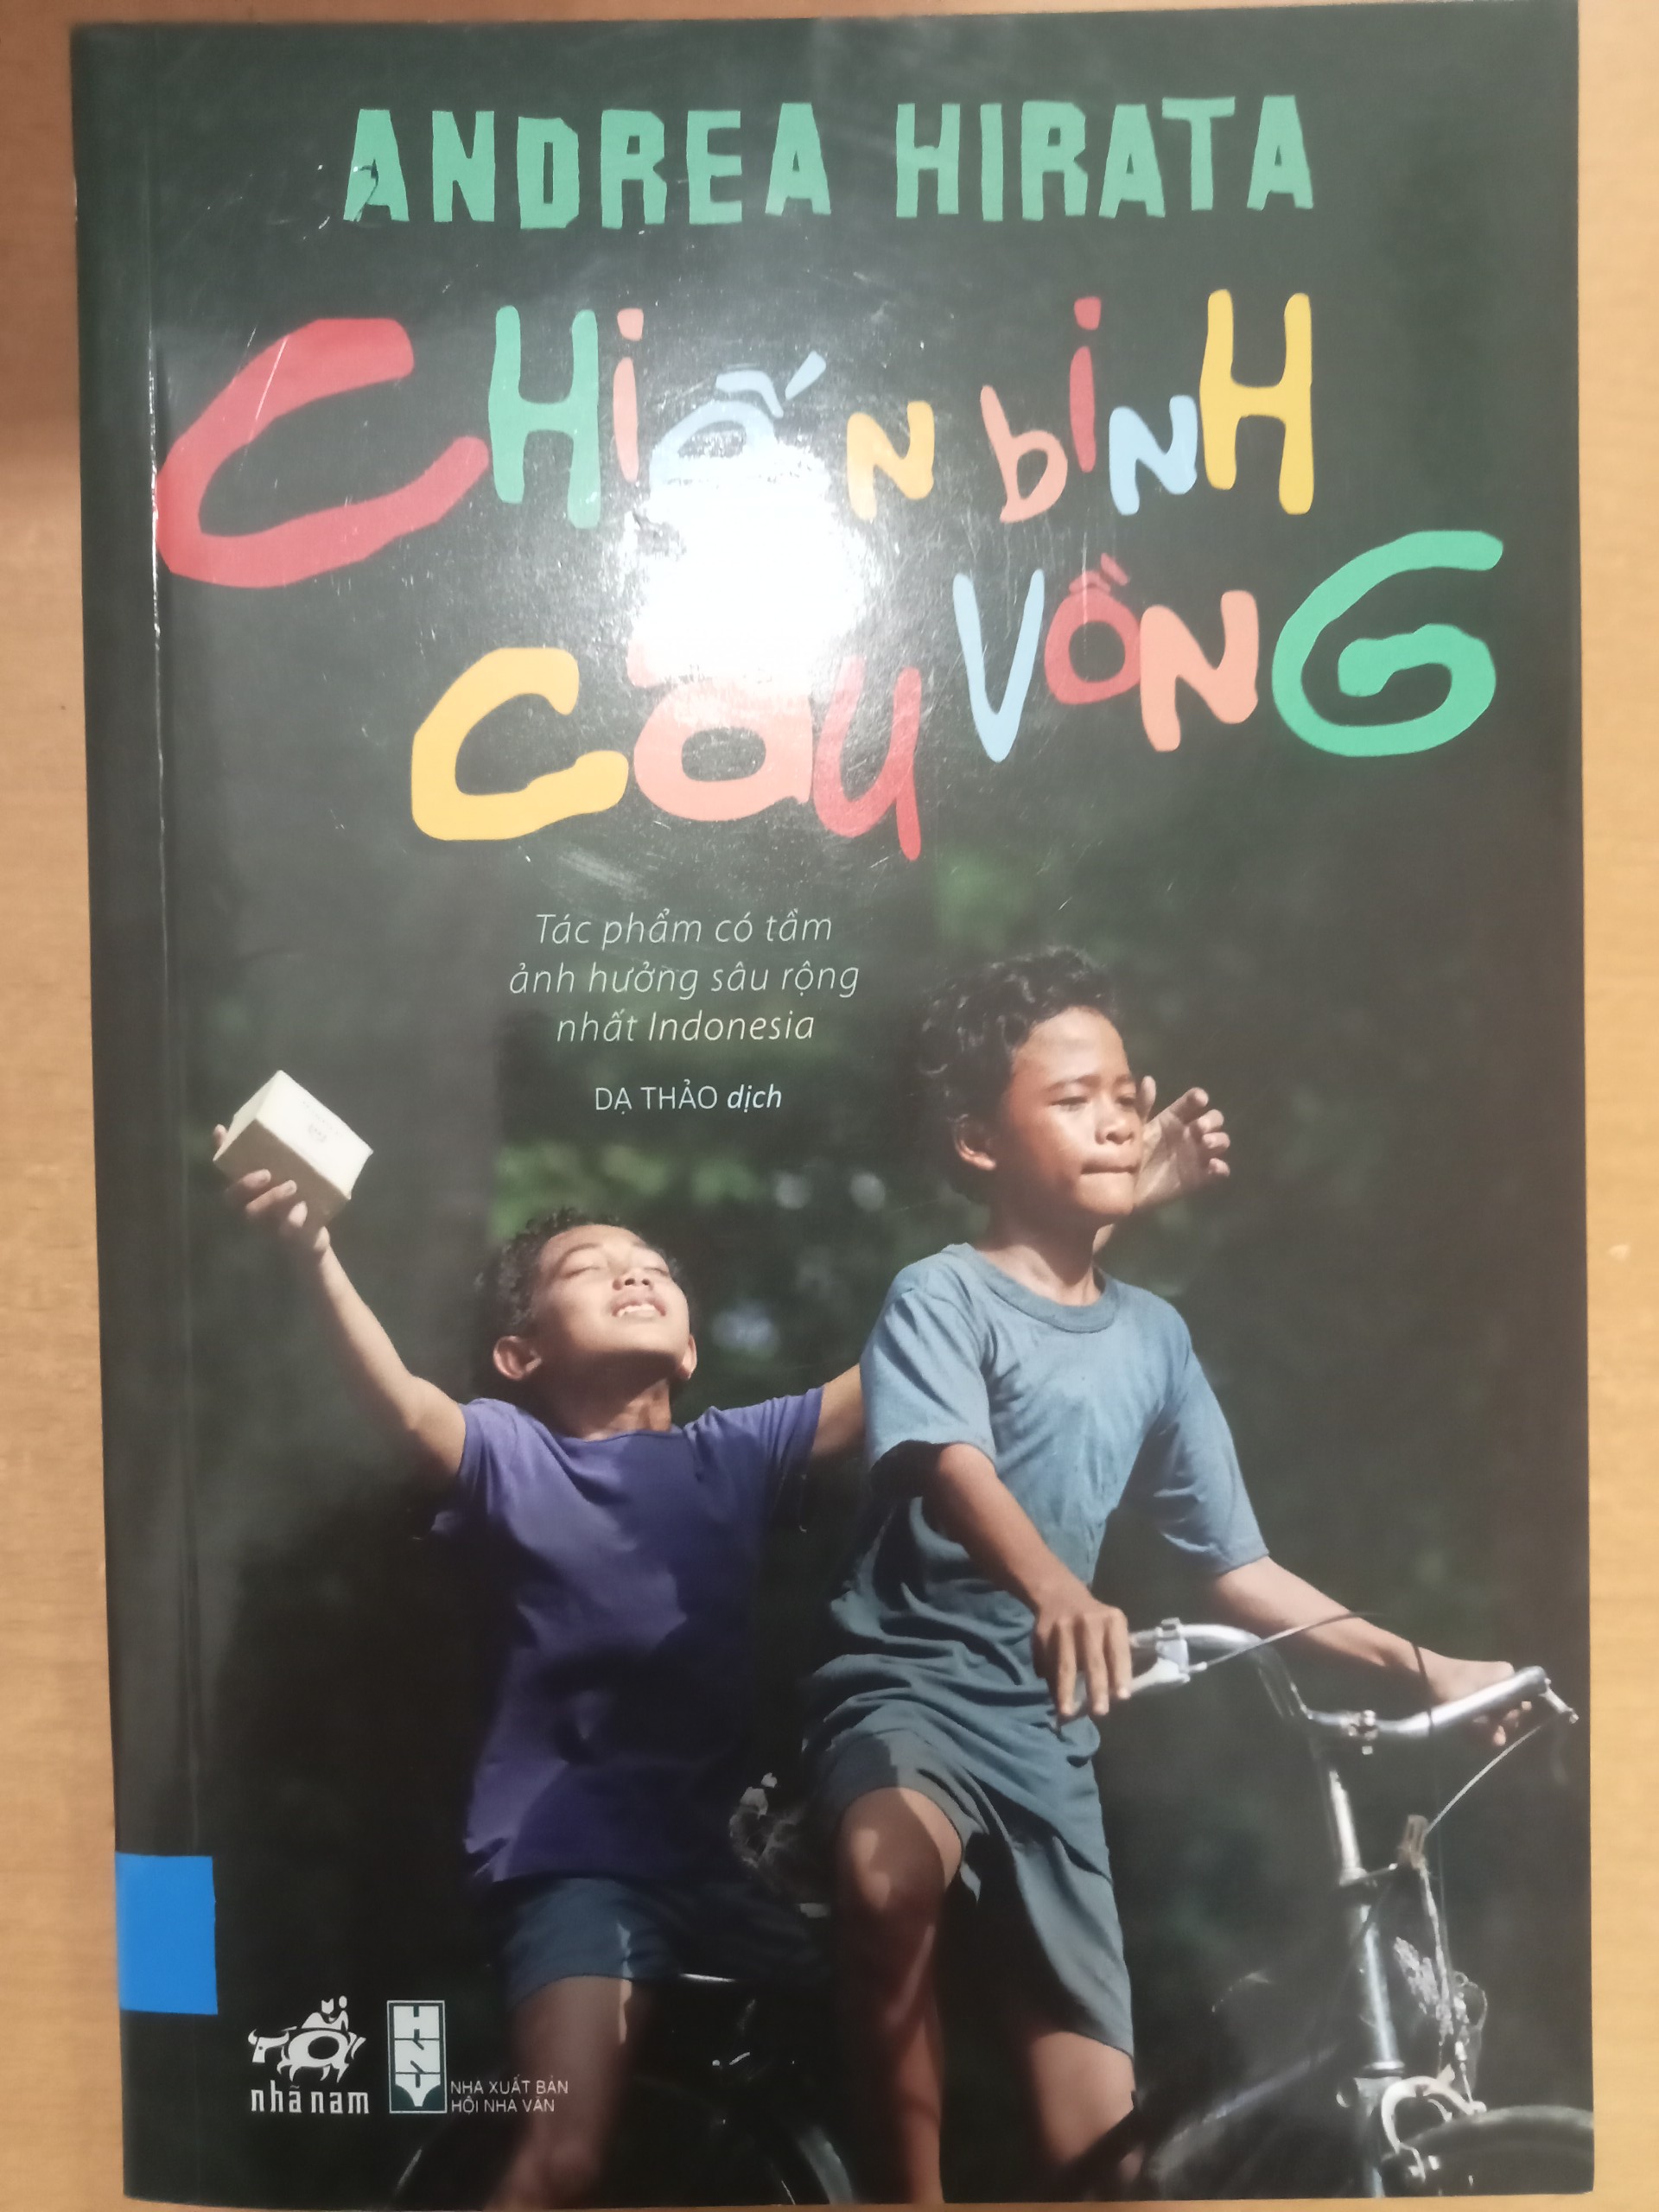 ANDREA HIRATA
CHiến biNH
Cầu VỒNG
Tác phẩm có tầm
ảnh hưởng sâu rộng
nhất Indonesia
DẠ THẢO dịch
nhã nam
HNV
NHÀ XUẤT BẢN
HỘI NHÀ VĂN